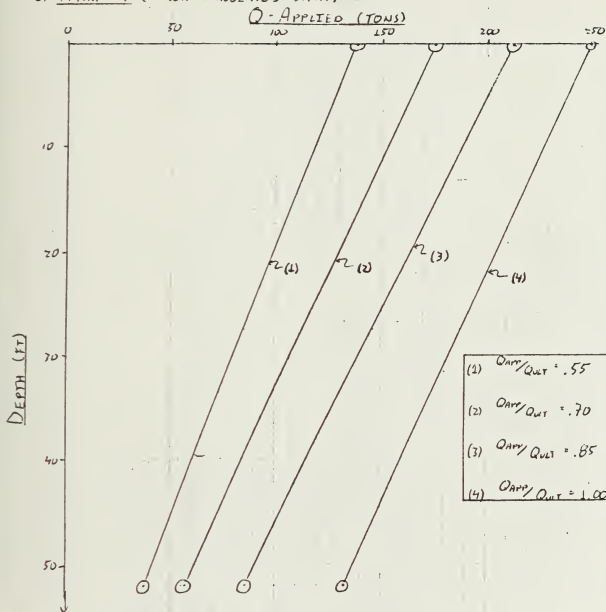 Q-APPLIED (TONS)
0 50 100 150 200 250
10
20
30
40
50
DEPTH (FT)
(1)
(2)
(3)
(4)
(1) QAPP/QULT = .55
(2) QAPP/QULT = .70
(3) QAPP/QULT = .85
(4) QAPP/QULT = 1.00